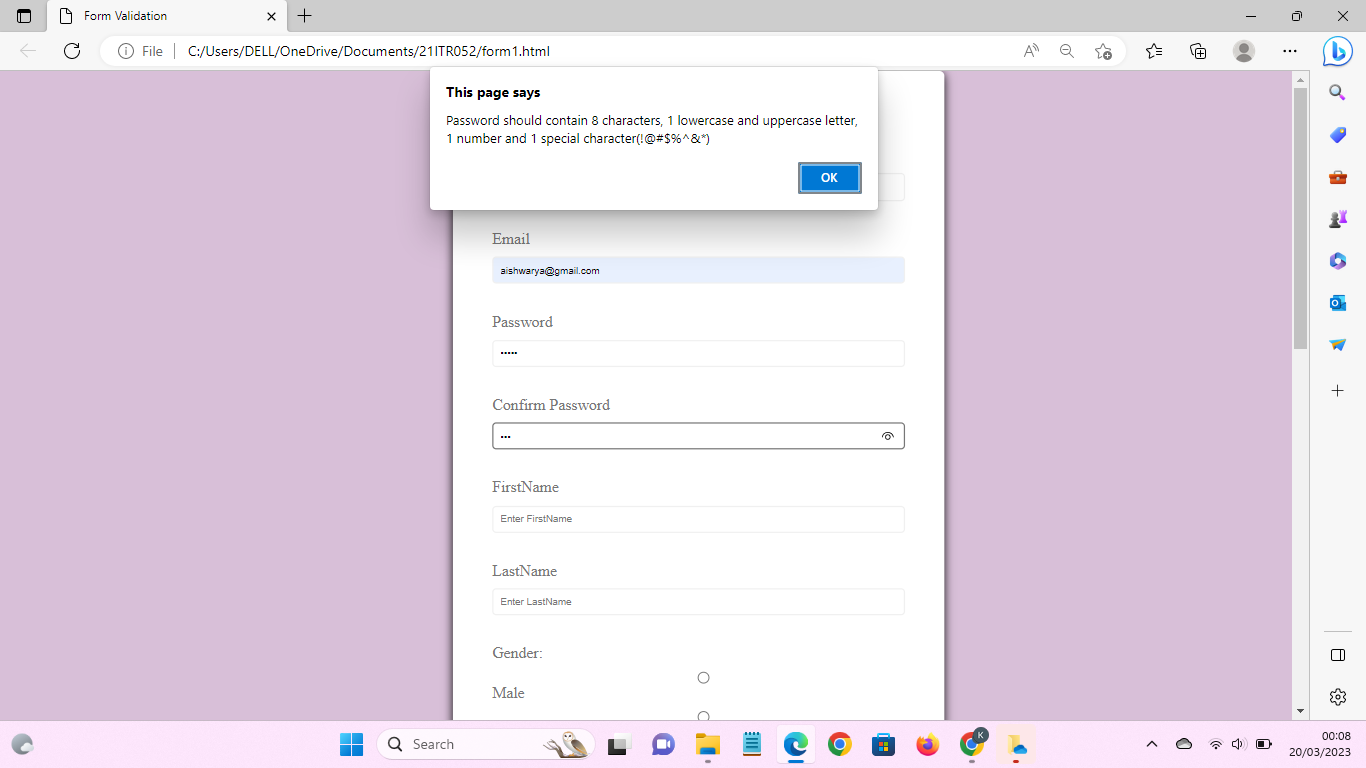 Form Validation
File
C:/Users/DELL/OneDrive/Documents/21ITR052/form1.html
This page says
Password should contain 8 characters, 1 lowercase and uppercase letter,
1 number and 1 special character(!@#$%^&*)
OK
Email
aishwarya@gmail.com
Password
Confirm Password
FirstName
Enter FirstName
LastName
Enter LastName
Gender:
Male
Search
K
00:08
20/03/2023